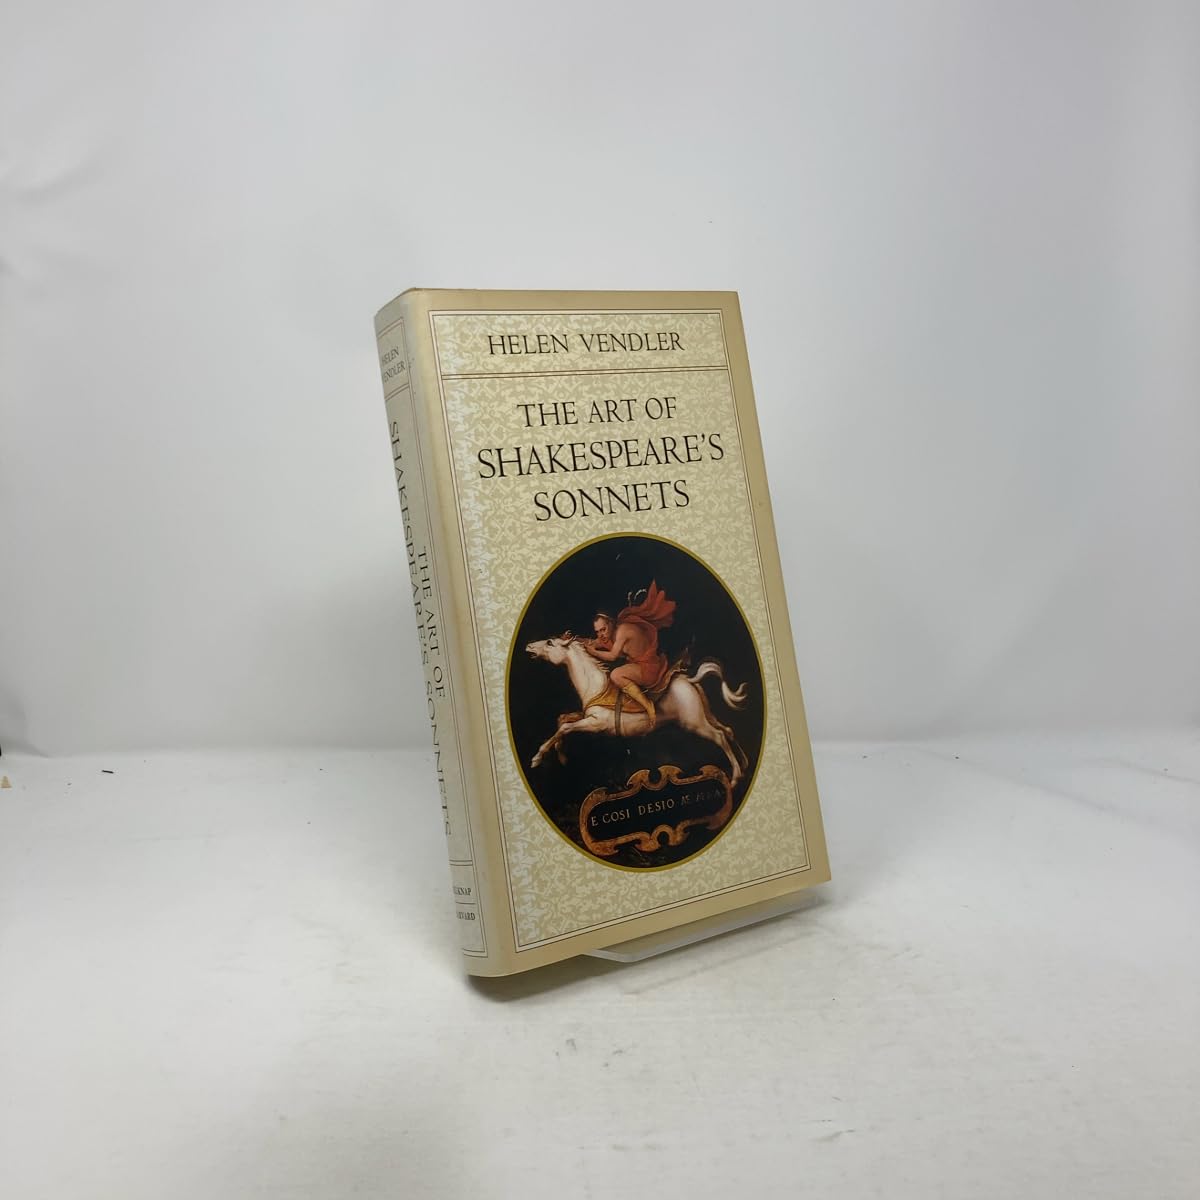 HELEN VENDLER
THE ART OF
SHAKESPEARE'S
SONNETS
E COSI DESIO
HELEN
VENDLER
THE ART OF
SHAKESPEARE'S SONNETS